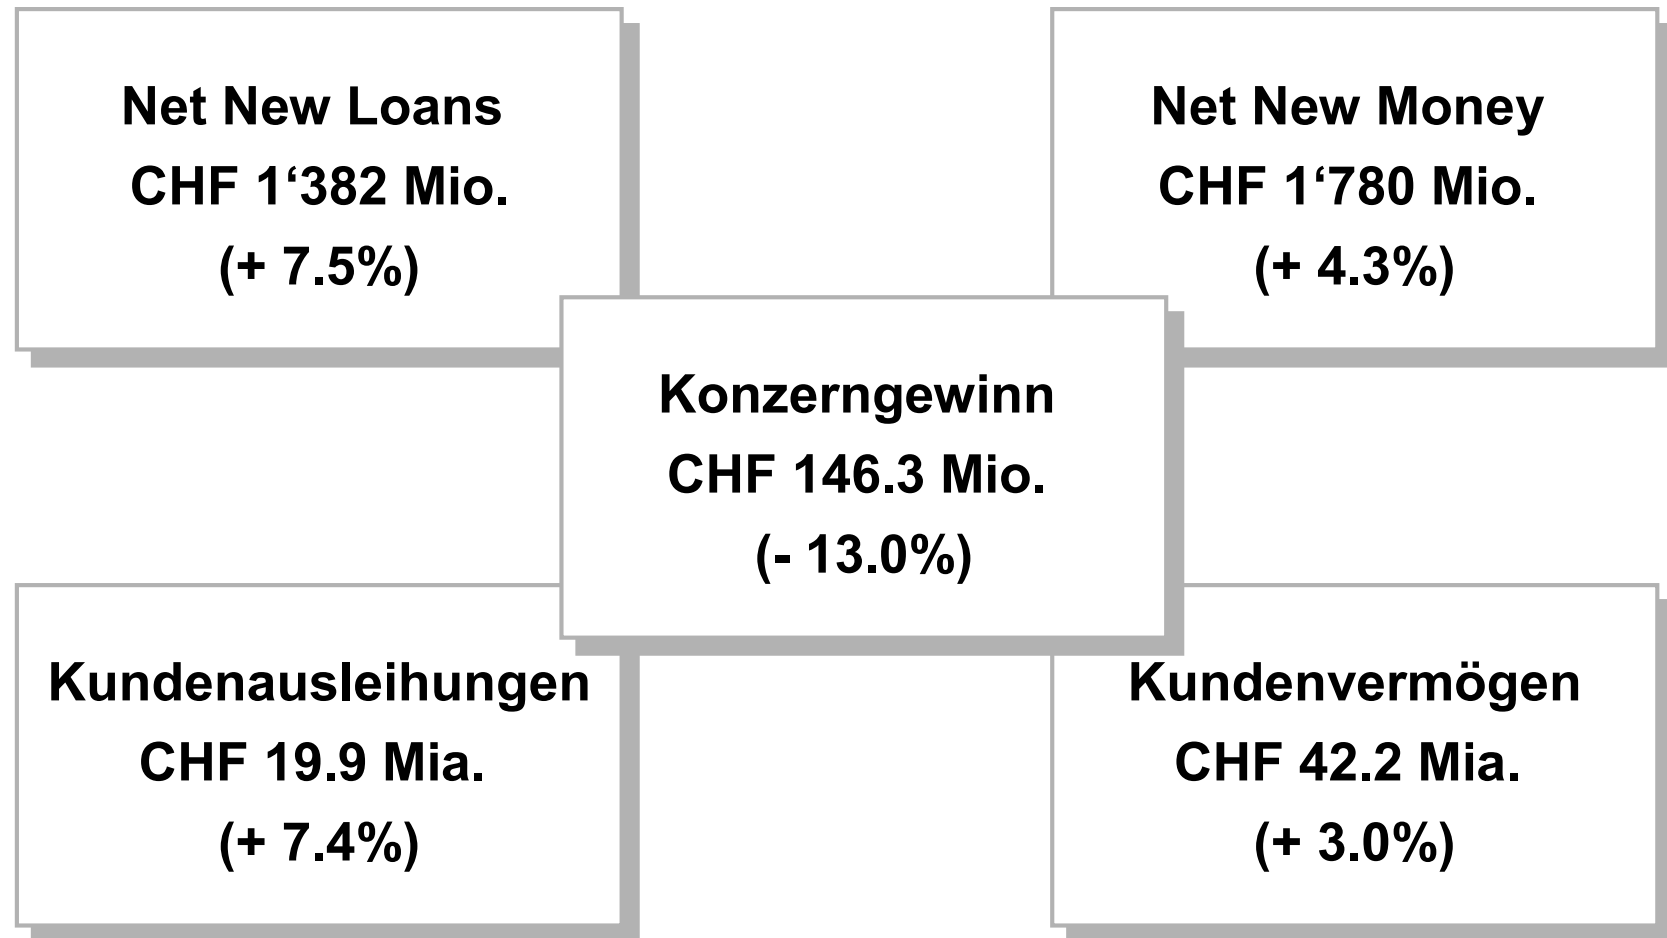 Net New Loans
CHF 1‘382 Mio.
(+ 7.5%)
Net New Money
CHF 1‘780 Mio.
(+ 4.3%)
Konzerngewinn
CHF 146.3 Mio.
(- 13.0%)
Kundenausleihungen
CHF 19.9 Mia.
(+ 7.4%)
Kundenvermögen
CHF 42.2 Mia.
(+ 3.0%)